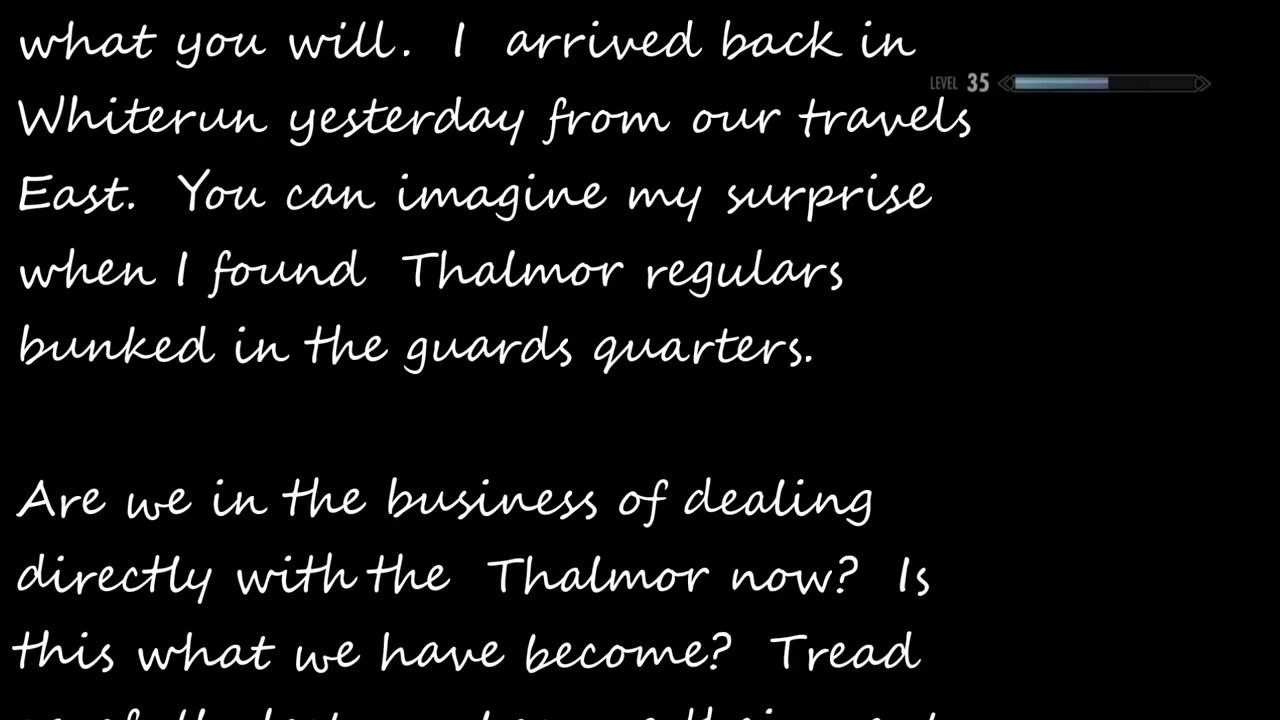 what you will. I arrived back in
LEVEL 35
Whiterun yesterday from our travels
East. You can imagine my surprise
when I found Thalmor regulars
bunked in the guards quarters.
Are we in the business of dealing
directly with the Thalmor now? Is
this what we have become? Tread